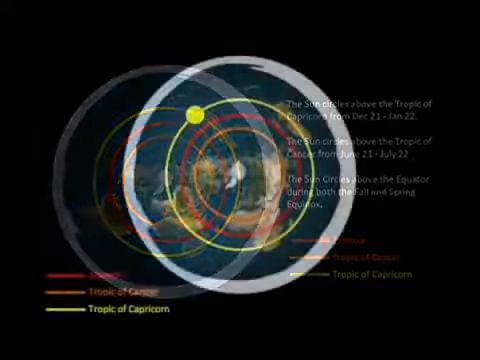 The Sun circles above the Tropic of
Capricorn from Dec 21 - Jan 22.
The Sun circles above the Tropic of
Cancer from June 21 - July 22
The Sun Circles above the Equator
during both the Fall and Spring
Equinox.
Equator
Tropic of Cancer
Tropic of Capricorn
Tropic of Cancer
Tropic of Capricorn